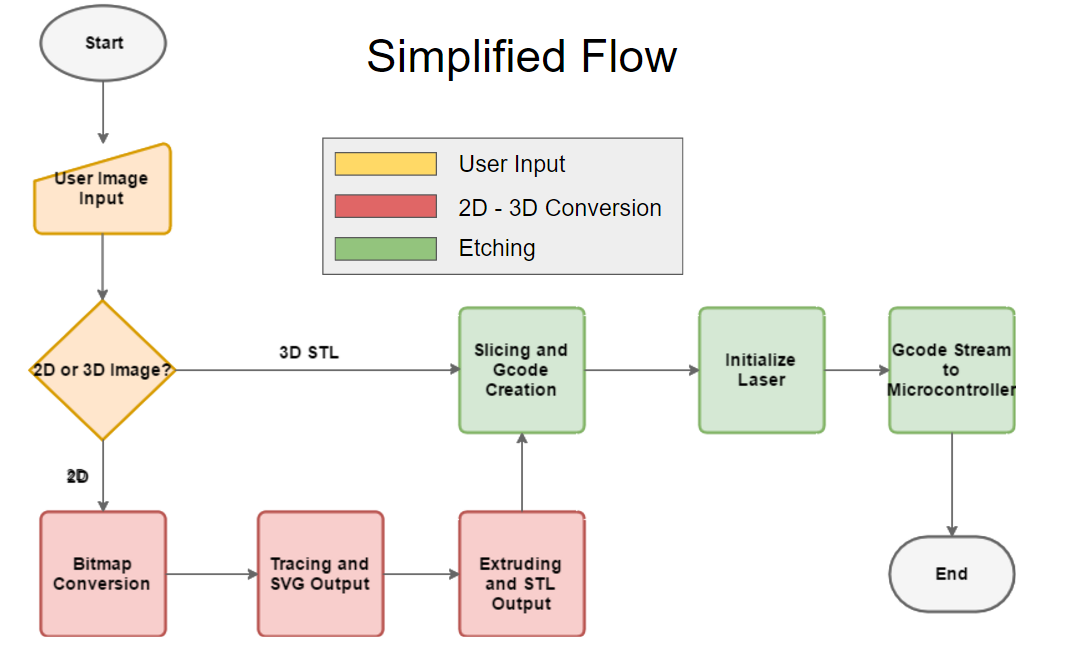 Start
Simplified Flow
User Image
Input
User Input
2D - 3D Conversion
Etching
2D or 3D Image?
3D STL
Slicing and
Gcode
Creation
Initialize
Laser
Gcode Stream
to
Microcontroller
2D
Bitmap
Conversion
Tracing and
SVG Output
Extruding
and STL
Output
End